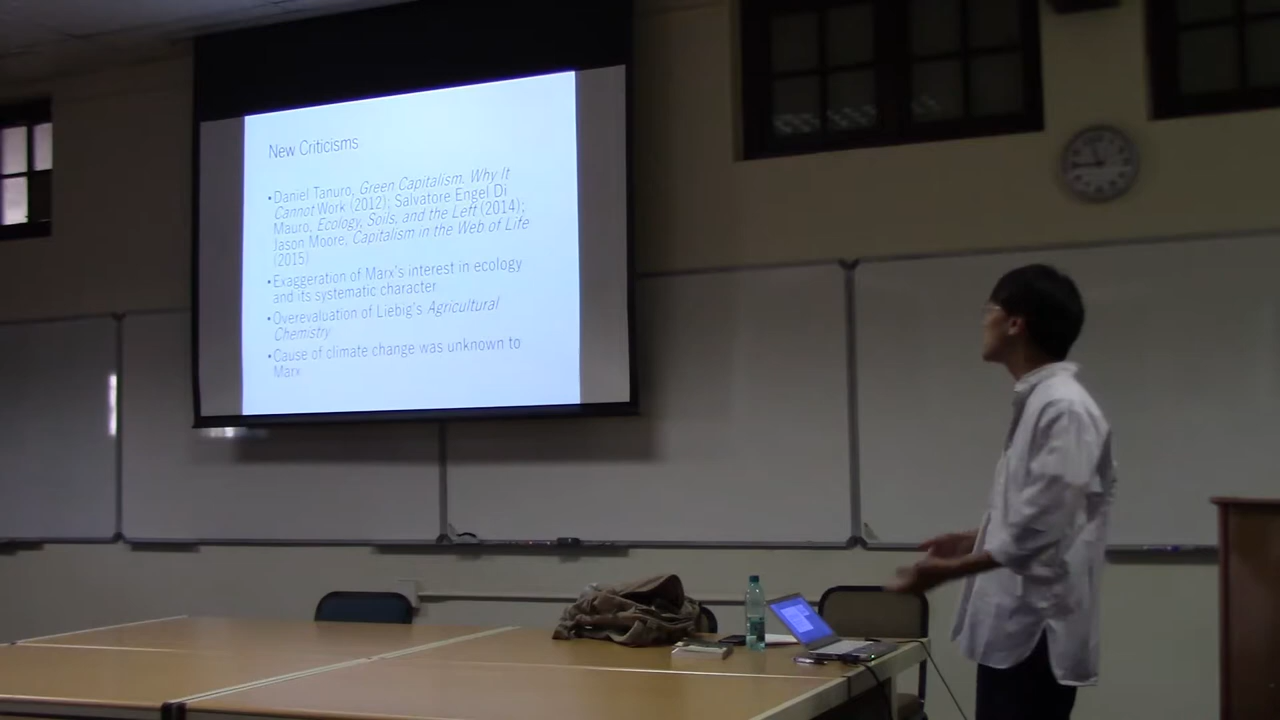 New Criticisms
•Daniel Tanuro, Green Capitalism. Why It
Cannot Work (2012); Salvatore Engel Di
Mauro, Ecology, Soils, and the Left (2014);
Jason Moore, Capitalism in the Web of Life
(2015)
•Exaggeration of Marx's interest in ecology
and its systematic character
•Overevaluation of Liebig's Agricultural
Chemistry
•Cause of climate change was unknown to
Marx